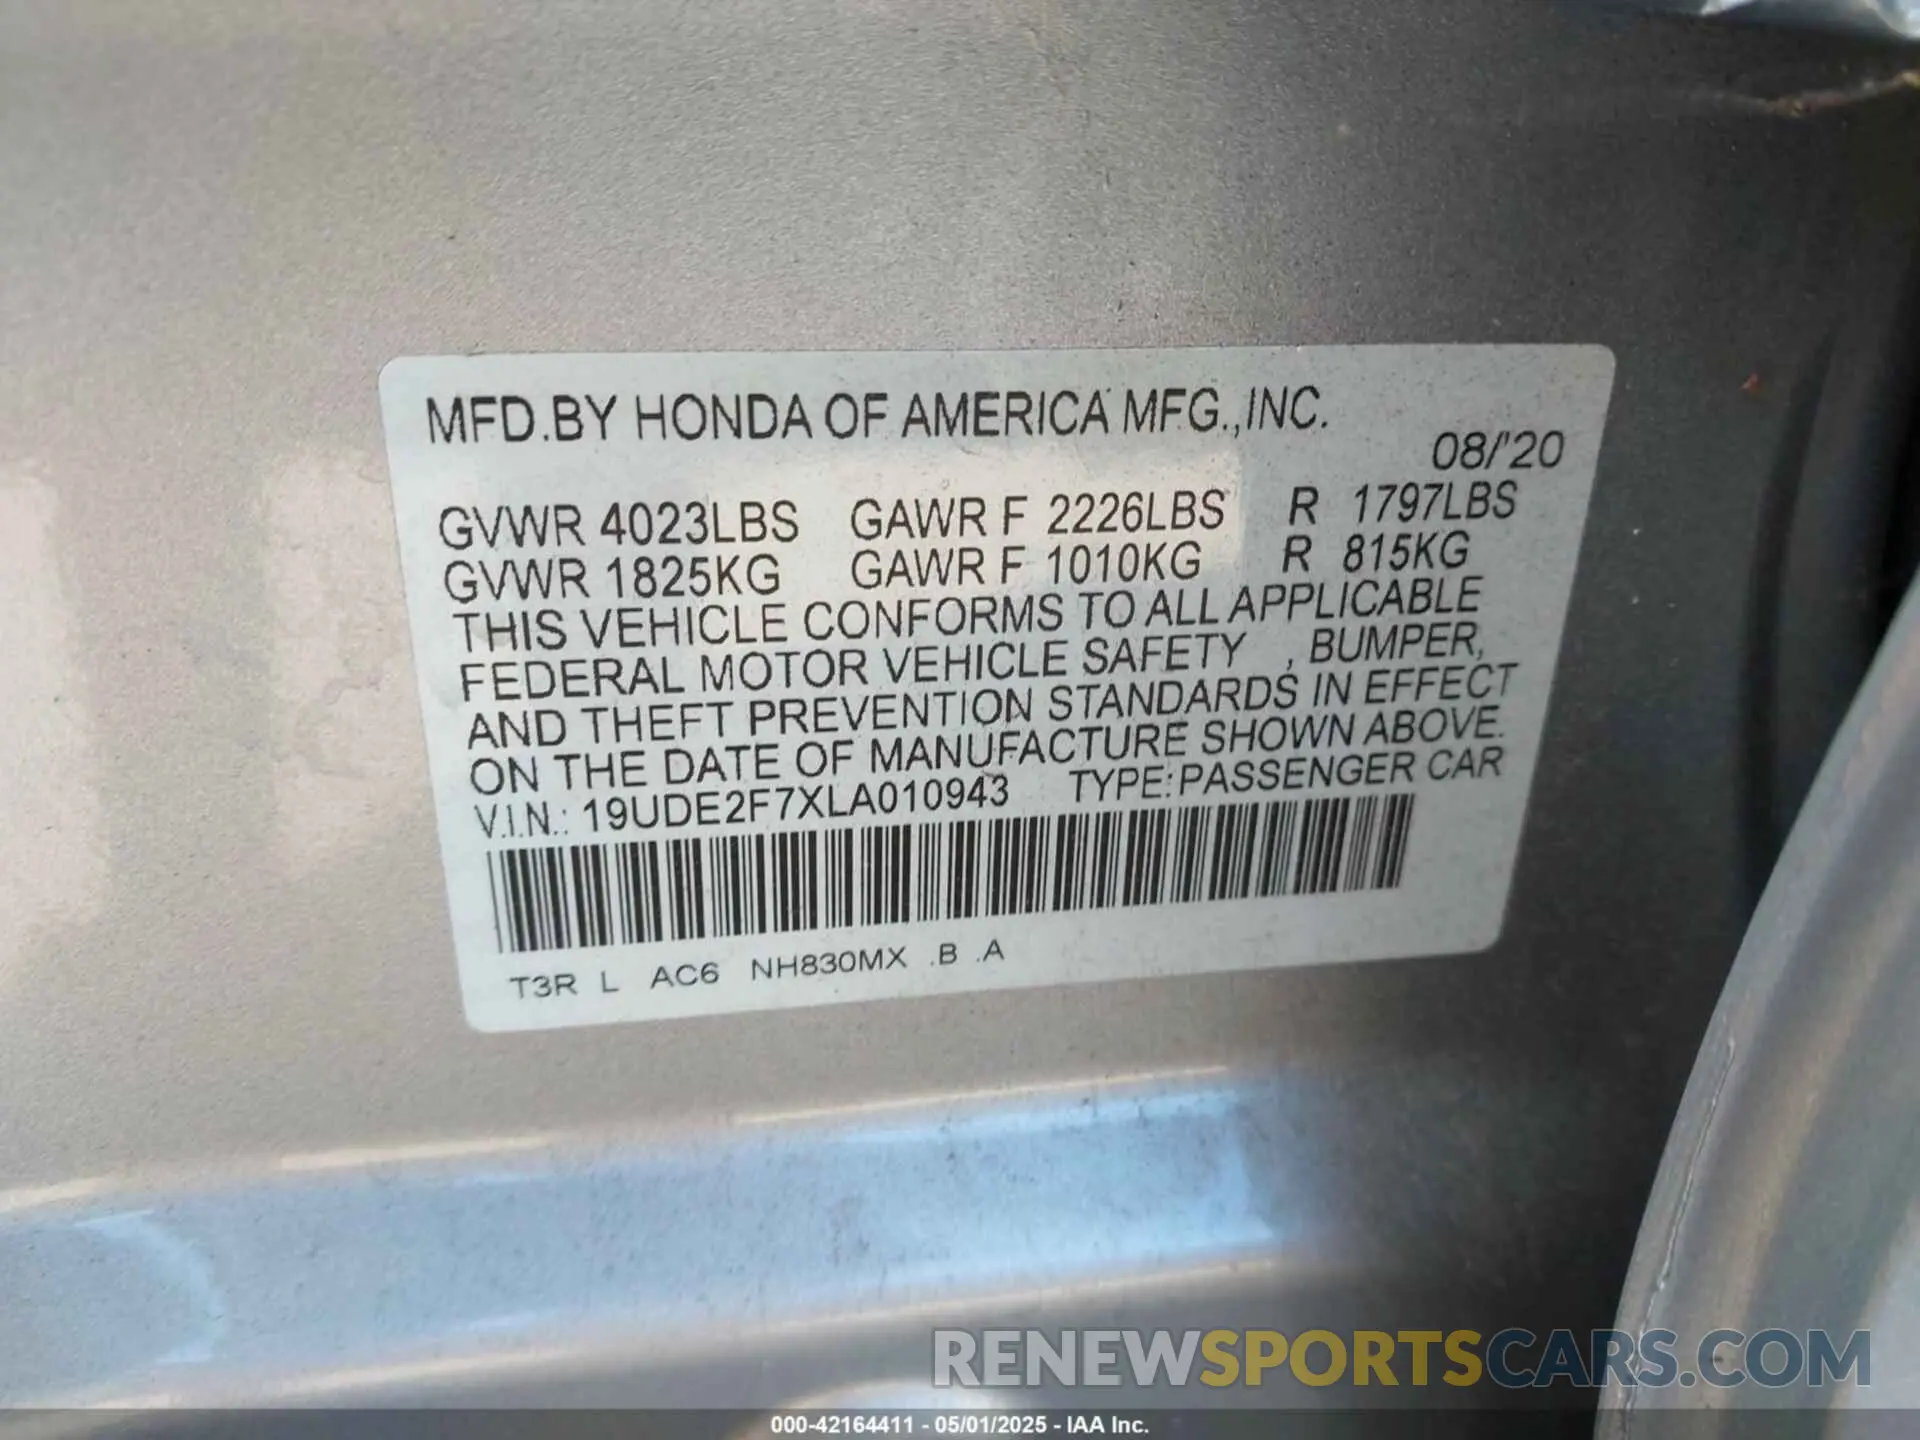 MFD.BY HONDA OF AMERICA MFG.,INC.
08/'20
GVWR 4023LBS GAWR F 2226LBS R 1797LBS
GVWR 1825KG GAWR F 1010KG R 815KG
THIS VEHICLE CONFORMS TO ALL APPLICABLE
FEDERAL MOTOR VEHICLE SAFETY , BUMPER,
AND THEFT PREVENTION STANDARDS IN EFFECT
ON THE DATE OF MANUFACTURE SHOWN ABOVE.
V.I.N.: 19UDE2F7XLA010943 TYPE:PASSENGER CAR
T3R L AC6 NH830MX .B .A
RENEWSPORTSCARS.COM
000-42164411 - 05/01/2025 - IAA Inc.